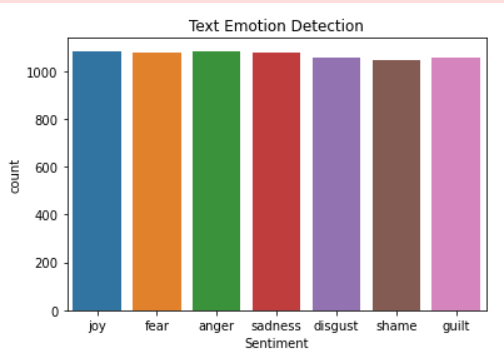 Text Emotion Detection
count
1000
800
600
400
200
0
joy fear anger sadness disgust shame guilt
Sentiment